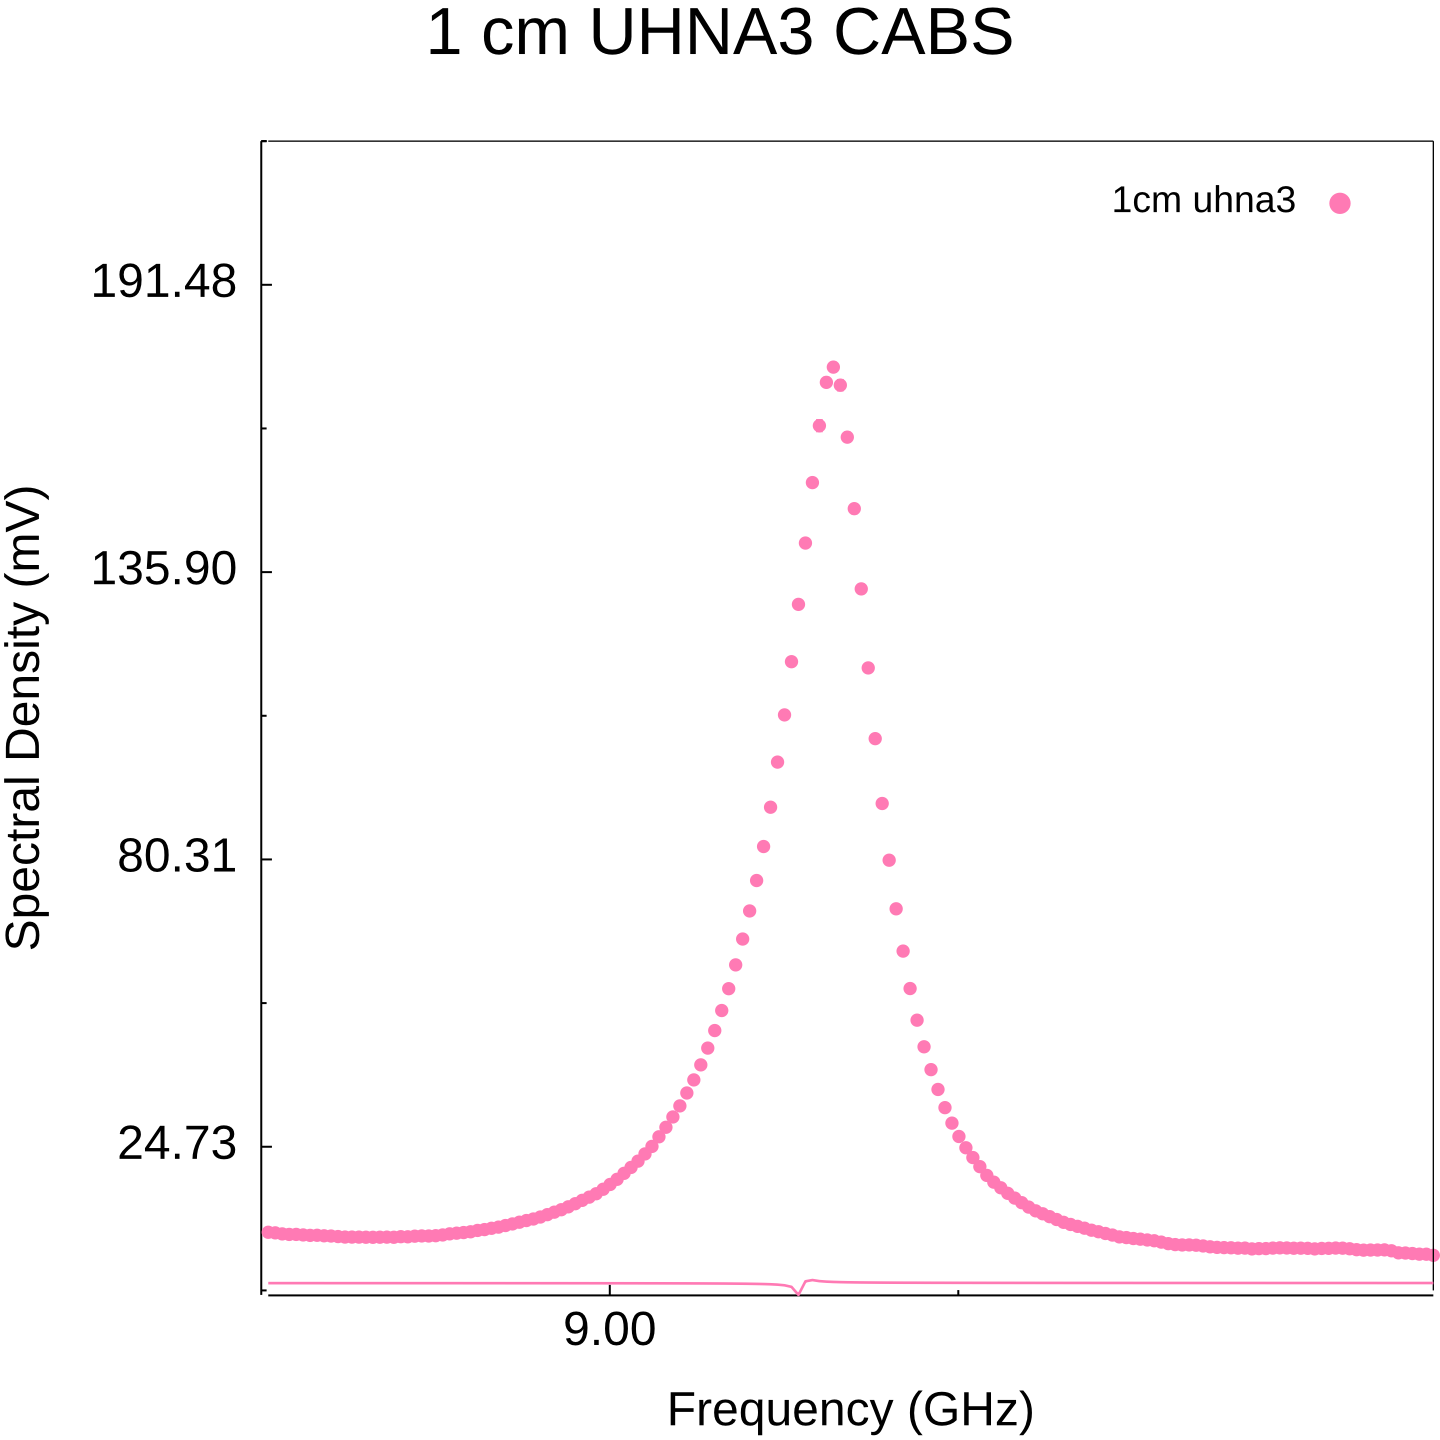 1 cm UHNA3 CABS
1cm uhna3
191.48
135.90
80.31
24.73
Spectral Density (mV)
9.00
Frequency (GHz)